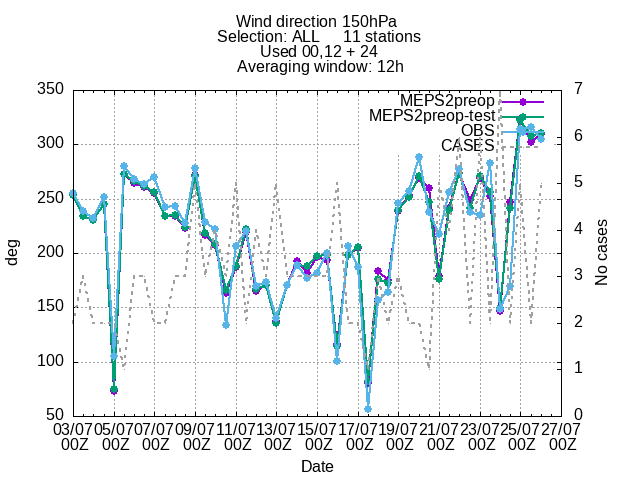 Wind direction 150hPa
Selection: ALL     11 stations
Used 00,12 + 24
Averaging window: 12h
350 7
MEPS2preop
MEPS2preop-test
OBS
CASES
300 6
250 5
200 4
150 3
100 2
50 1
0
deg
No cases
03/07 05/07 07/07 09/07 11/07 13/07 15/07 17/07 19/07 21/07 23/07 25/07 27/07
00Z 00Z 00Z 00Z 00Z 00Z 00Z 00Z 00Z 00Z 00Z 00Z 00Z
Date